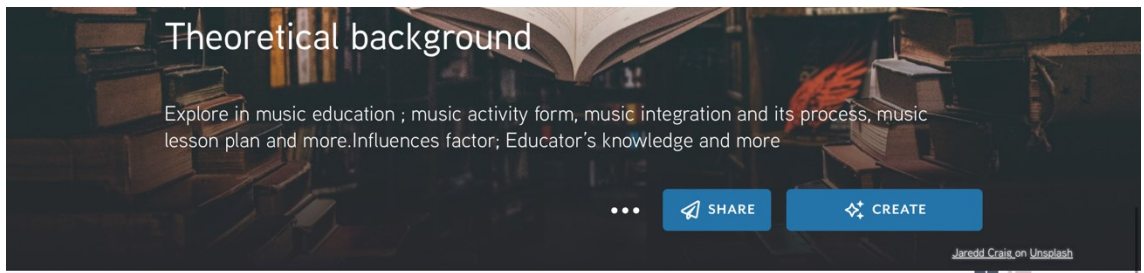 Theoretical background
Explore in music education ; music activity form, music integration and its process, music
lesson plan and more.Influences factor; Educator’s knowledge and more
••• SHARE CREATE
Jaredd Craig on Unsplash